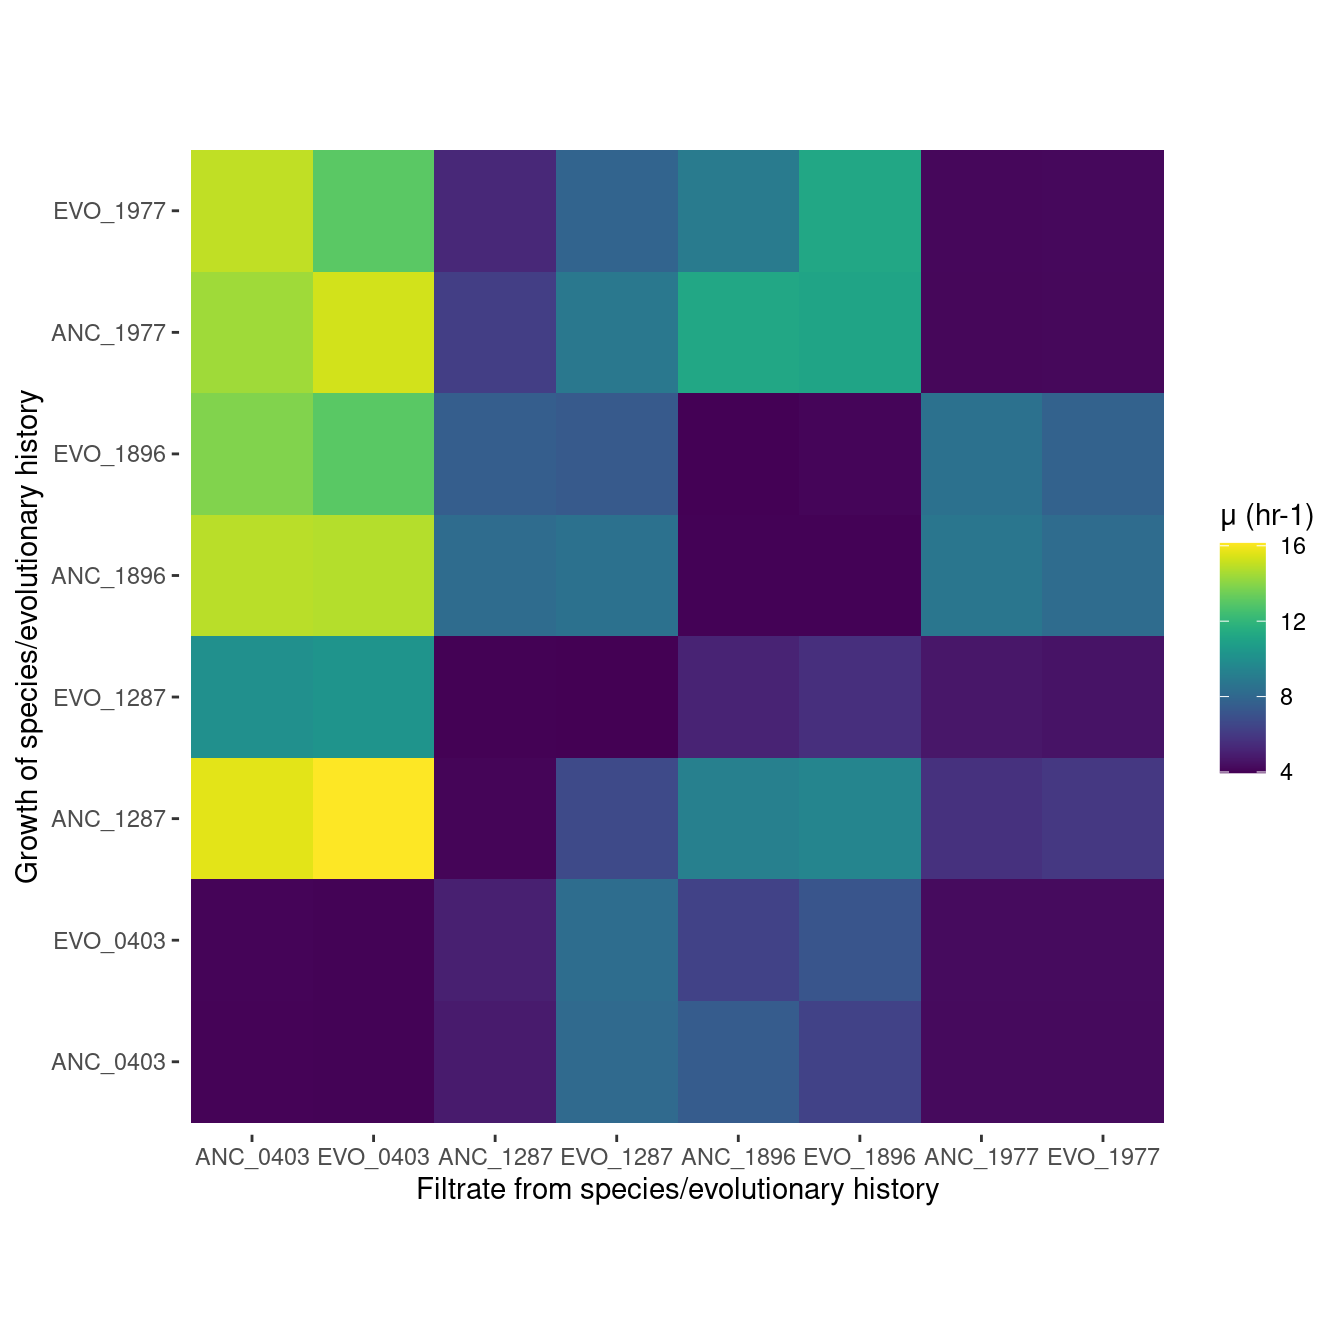 EVO_1977
ANC_1977
EVO_1896
ANC_1896
EVO_1287
ANC_1287
EVO_0403
ANC_0403
Growth of species/evolutionary history
ANC_0403 EVO_0403 ANC_1287 EVO_1287 ANC_1896 EVO_1896 ANC_1977 EVO_1977
Filtrate from species/evolutionary history
μ (hr-1)
16
12
8
4